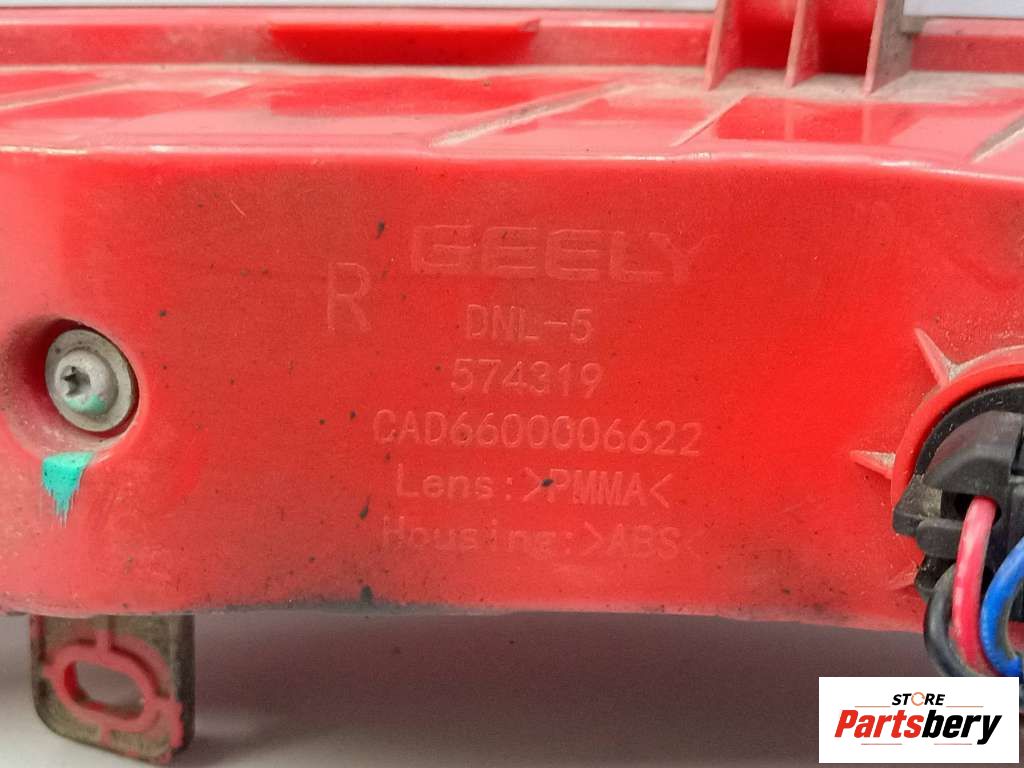 GEELY
R
DNL-5
574319
CAD6600006622
Lens:>PMMA<
Housing:>ABS<
STORE
Partsbery